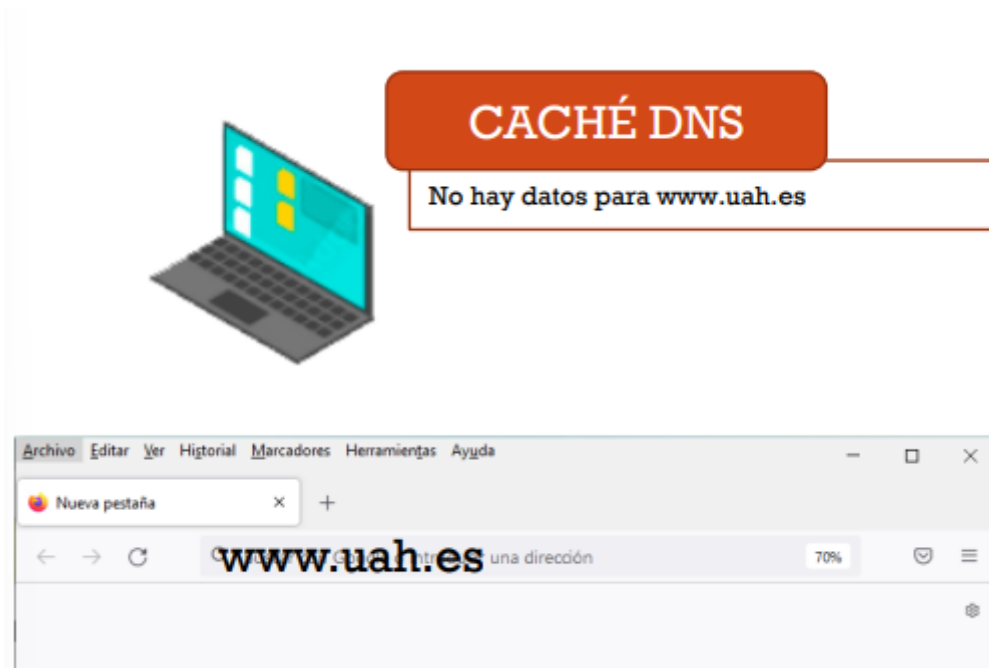 CACHÉ DNS
No hay datos para www.uah.es
Archivo Editar Ver Historial Marcadores Herramientas Ayuda
Nueva pestaña
www.uah.es una dirección 70%